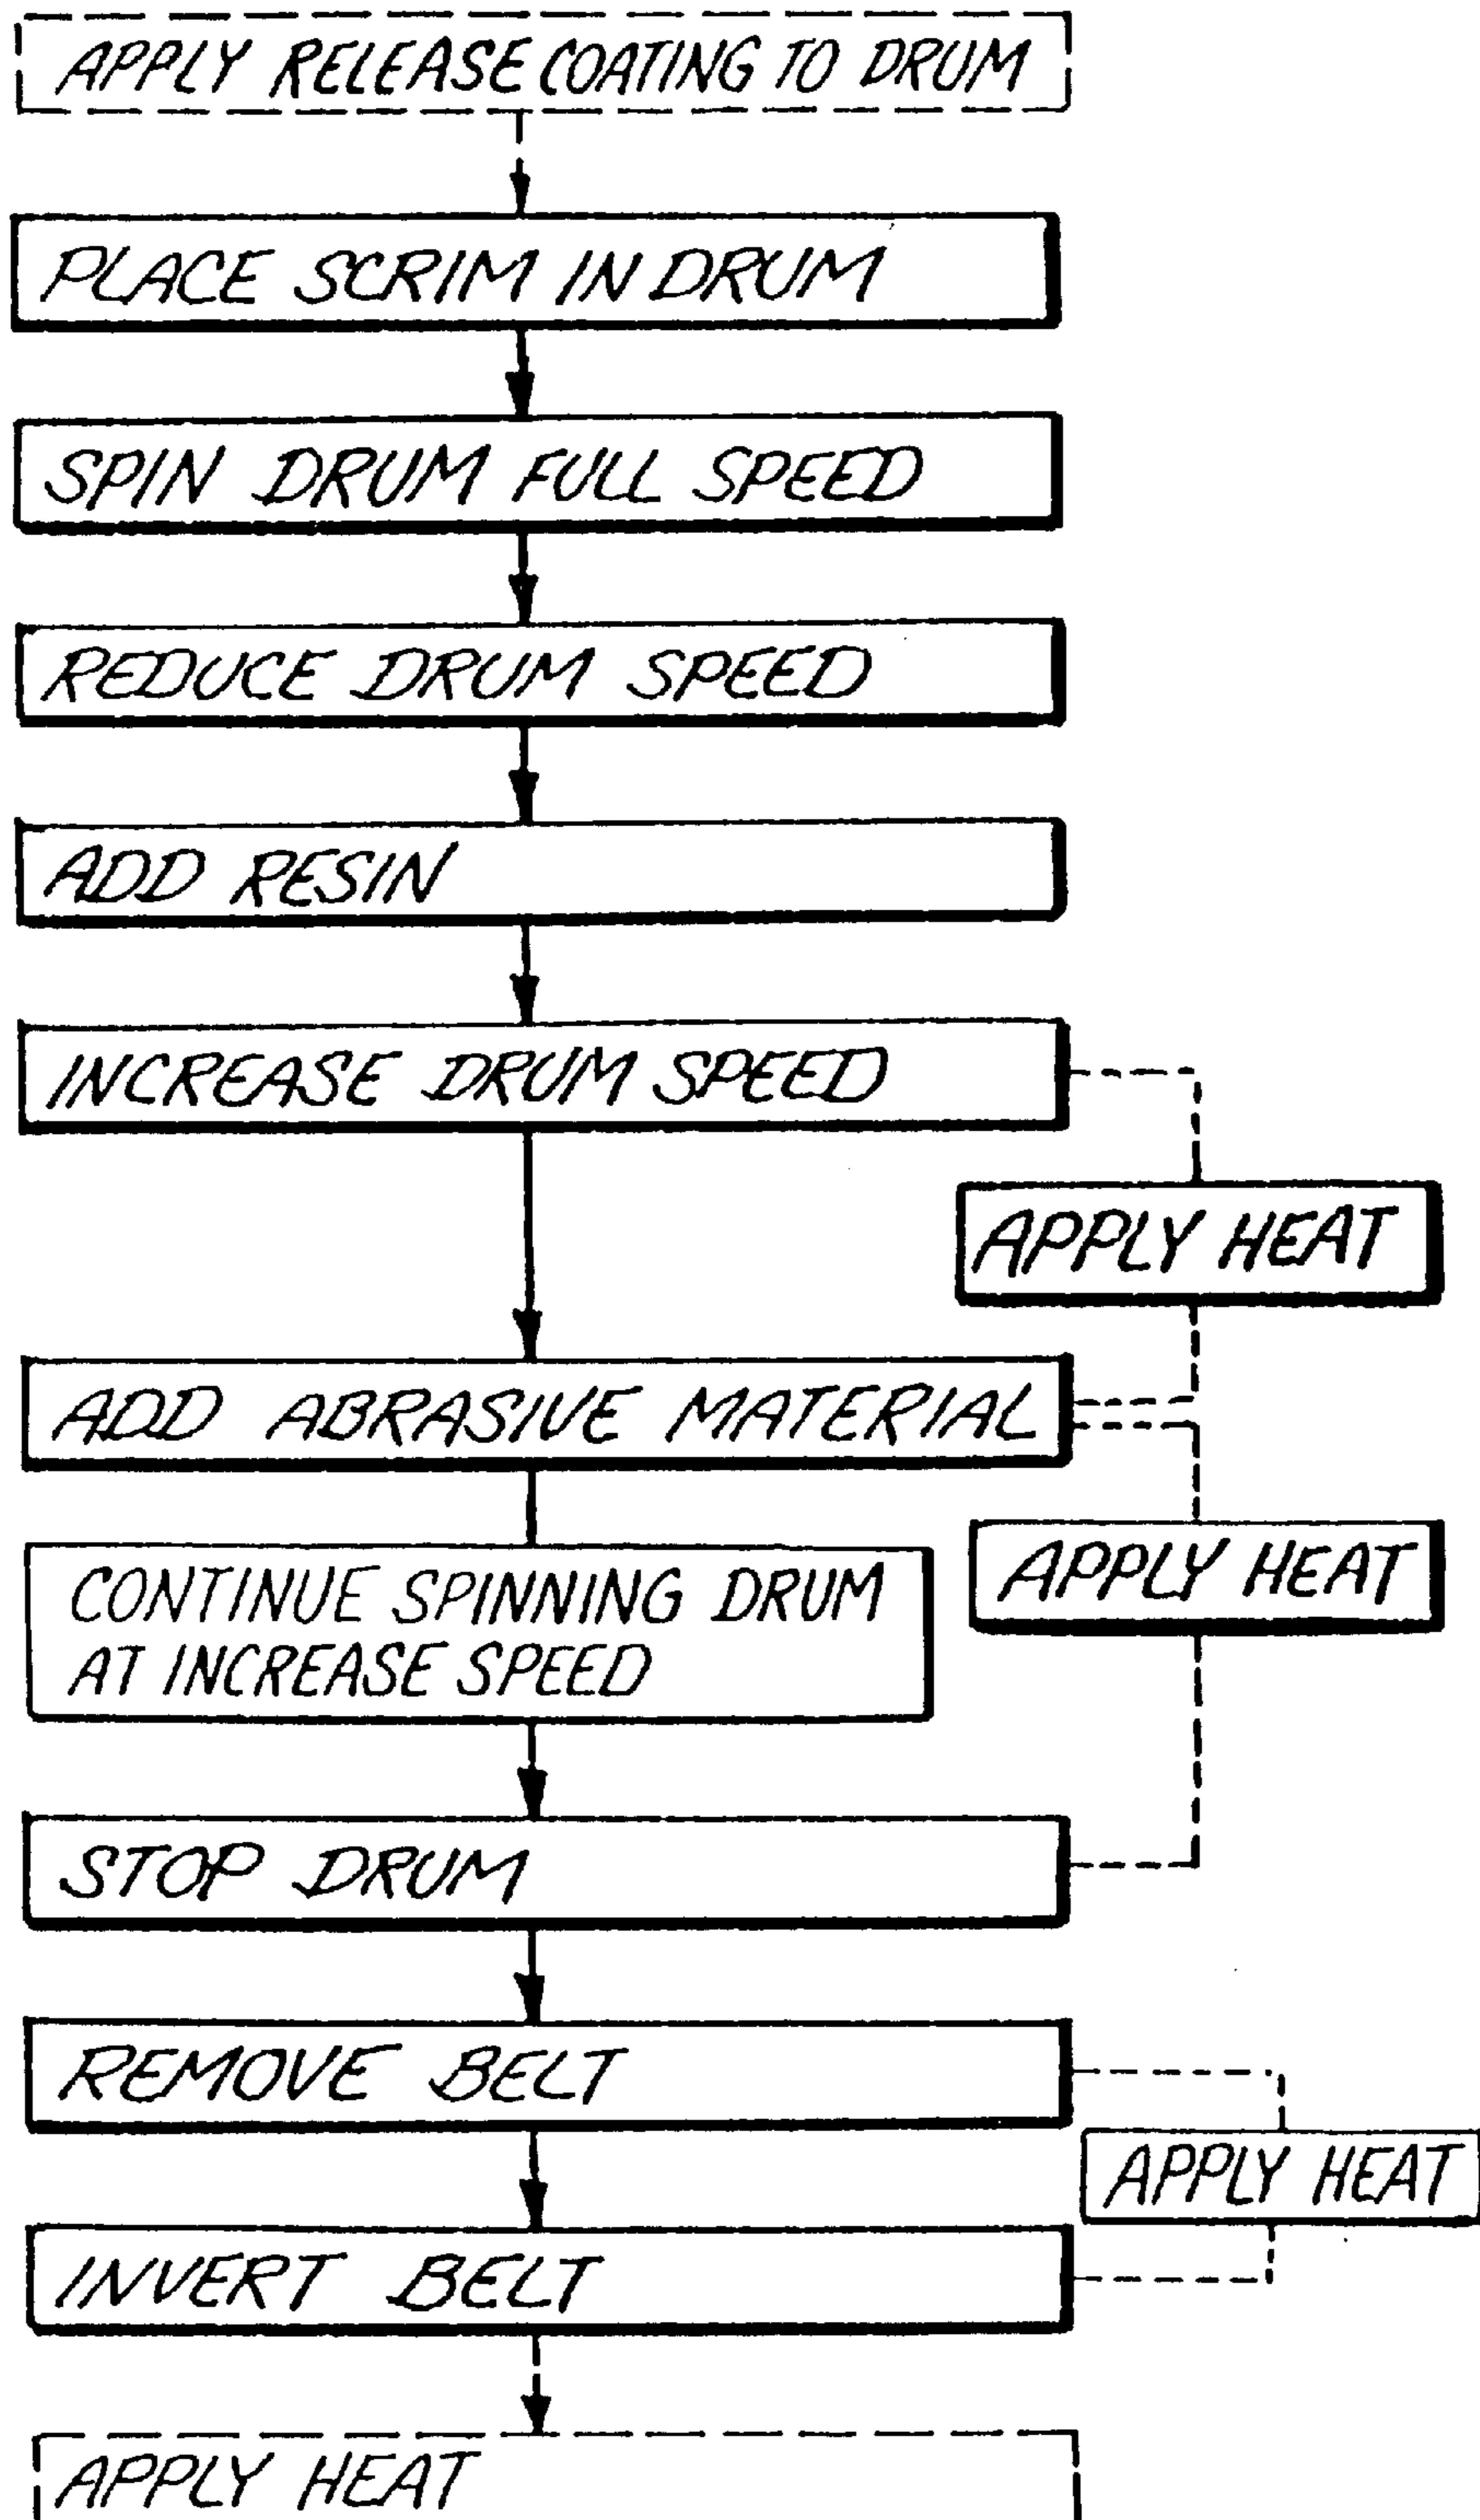 APPLY RELEASE COATING TO DRUM
PLACE SCRIM IN DRUM
SPIN DRUM FULL SPEED
REDUCE DRUM SPEED
ADD RESIN
INCREASE DRUM SPEED
APPLY HEAT
ADD ABRASIVE MATERIAL
CONTINUE SPINNING DRUM
AT INCREASE SPEED
APPLY HEAT
STOP DRUM
REMOVE BELT
APPLY HEAT
INVERT BELT
APPLY HEAT